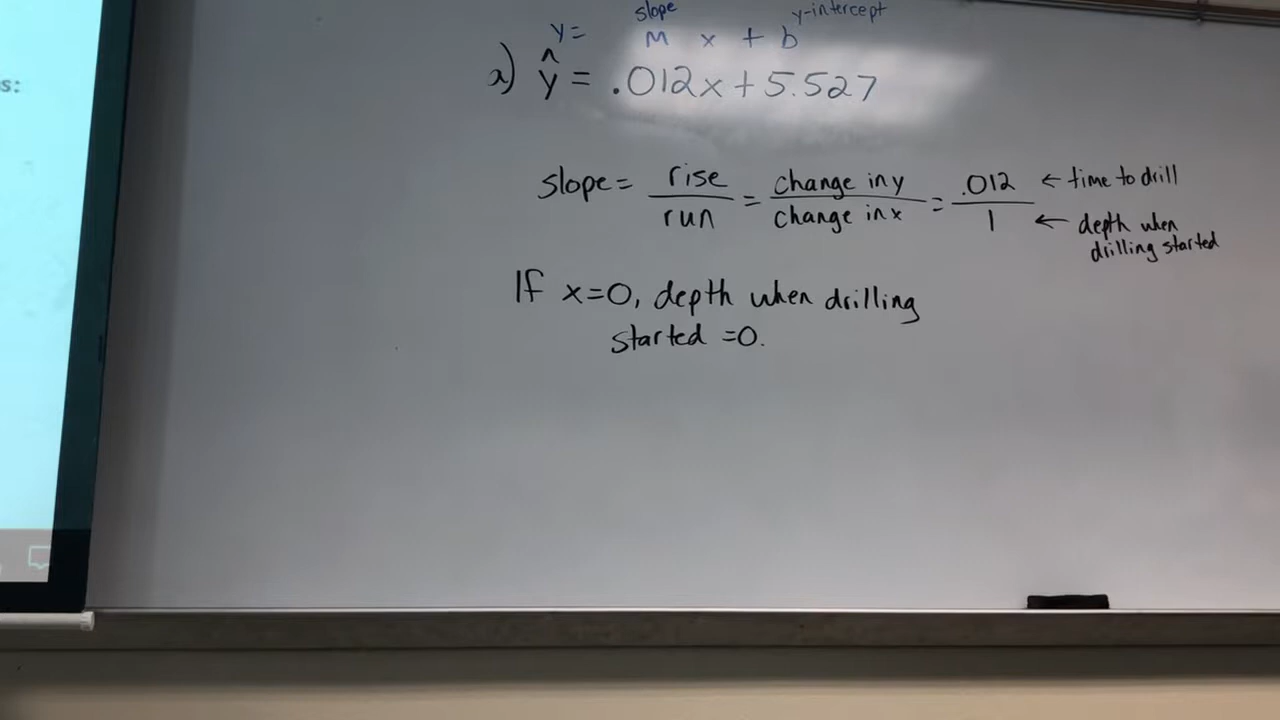 s:
slope y-intercept
y= m x + b
a) ŷ = .012x + 5.527
slope = rise/run = change in y/change in x = .012/1 ← time to drill
← depth when
drilling started
If x=0, depth when drilling
started =0.